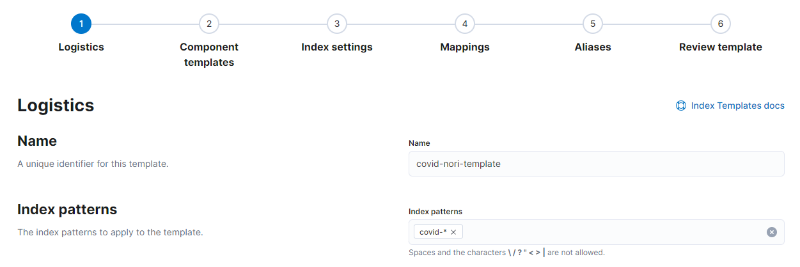 1 2 3 4 5 6
Logistics Component templates Index settings Mappings Aliases Review template
Logistics
Index Templates docs
Name
A unique identifier for this template.
Name
covid-nori-template
Index patterns
The index patterns to apply to the template.
Index patterns
covid-* ×
Spaces and the characters \ / ? " < > | are not allowed.